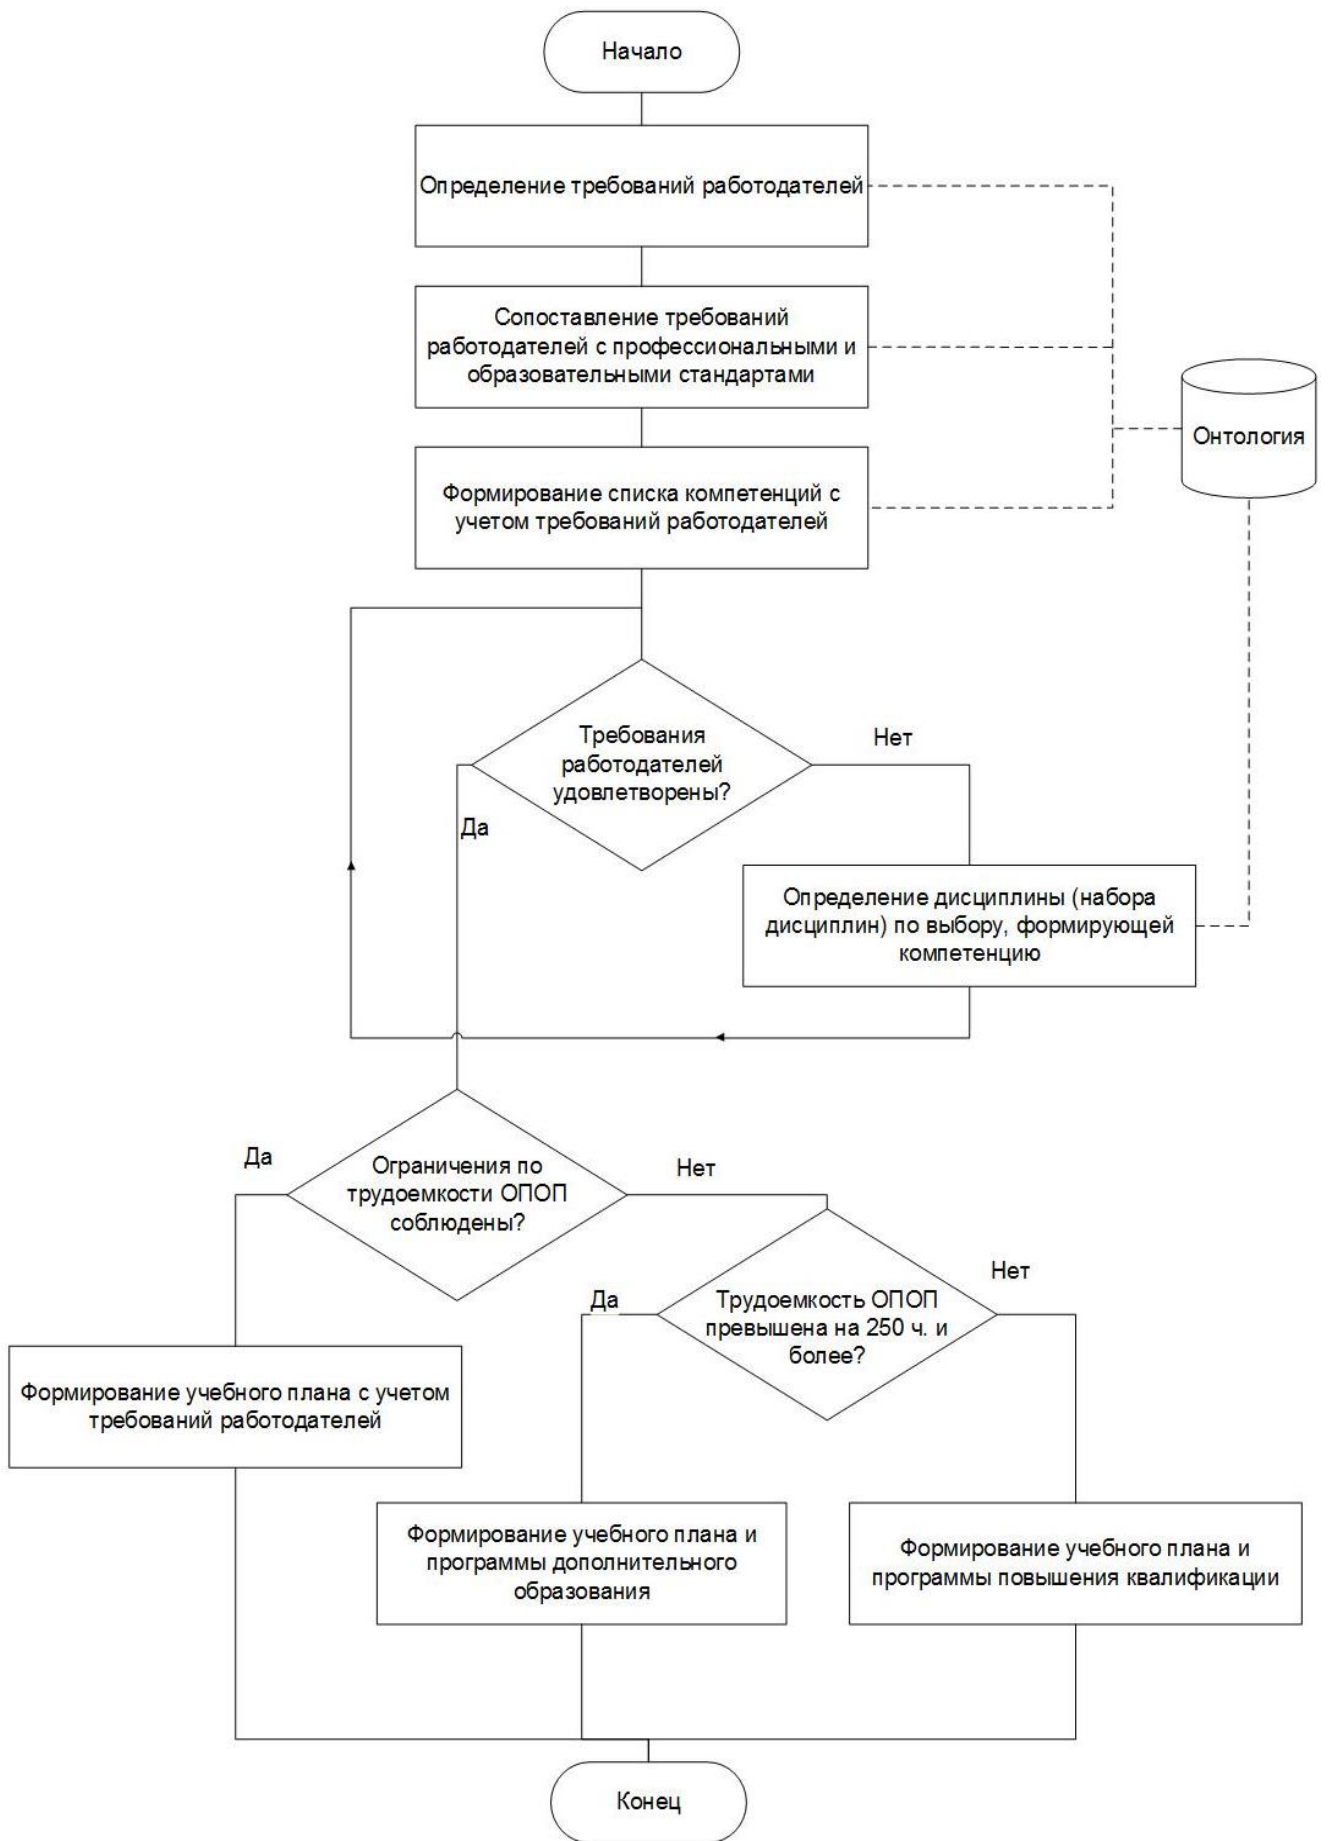 Начало
Определение требований работодателей
Сопоставление требований
работодателей с профессиональными и
образовательными стандартами
Онтология
Формирование списка компетенций с
учетом требований работодателей
Требования
работодателей
удовлетворены?
Нет
Да
Определение дисциплины (набора
дисциплин) по выбору, формирующей
компетенцию
Да
Ограничения по
трудоемкости ОПОП
соблюдены?
Нет
Да
Трудоемкость ОПОП
превышена на 250 ч. и
более?
Нет
Формирование учебного плана с учетом
требований работодателей
Формирование учебного плана и
программы дополнительного
образования
Формирование учебного плана и
программы повышения квалификации
Конец